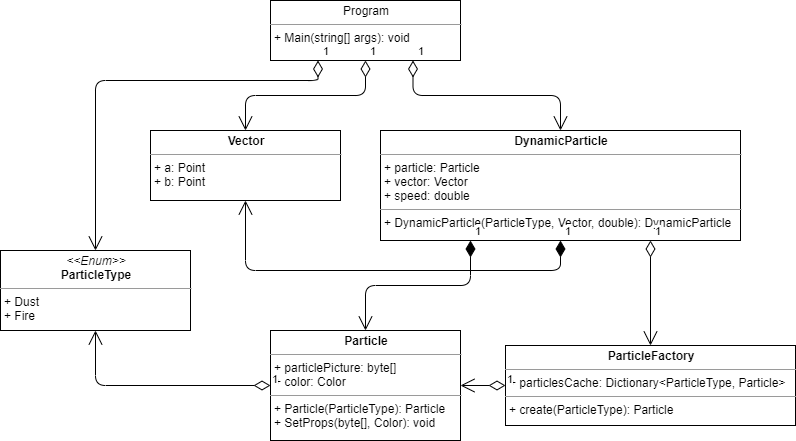 Program
+ Main(string[] args): void
1
1
1
Vector
+ a: Point
+ b: Point
DynamicParticle
+ particle: Particle
+ vector: Vector
+ speed: double
+ DynamicParticle(ParticleType, Vector, double): DynamicParticle
1
1
1
<<Enum>>
ParticleType
+ Dust
+ Fire
Particle
+ particlePicture: byte[]
1
- color: Color
+ Particle(ParticleType): Particle
+ SetProps(byte[], Color): void
ParticleFactory
1
- particlesCache: Dictionary<ParticleType, Particle>
+ create(ParticleType): Particle